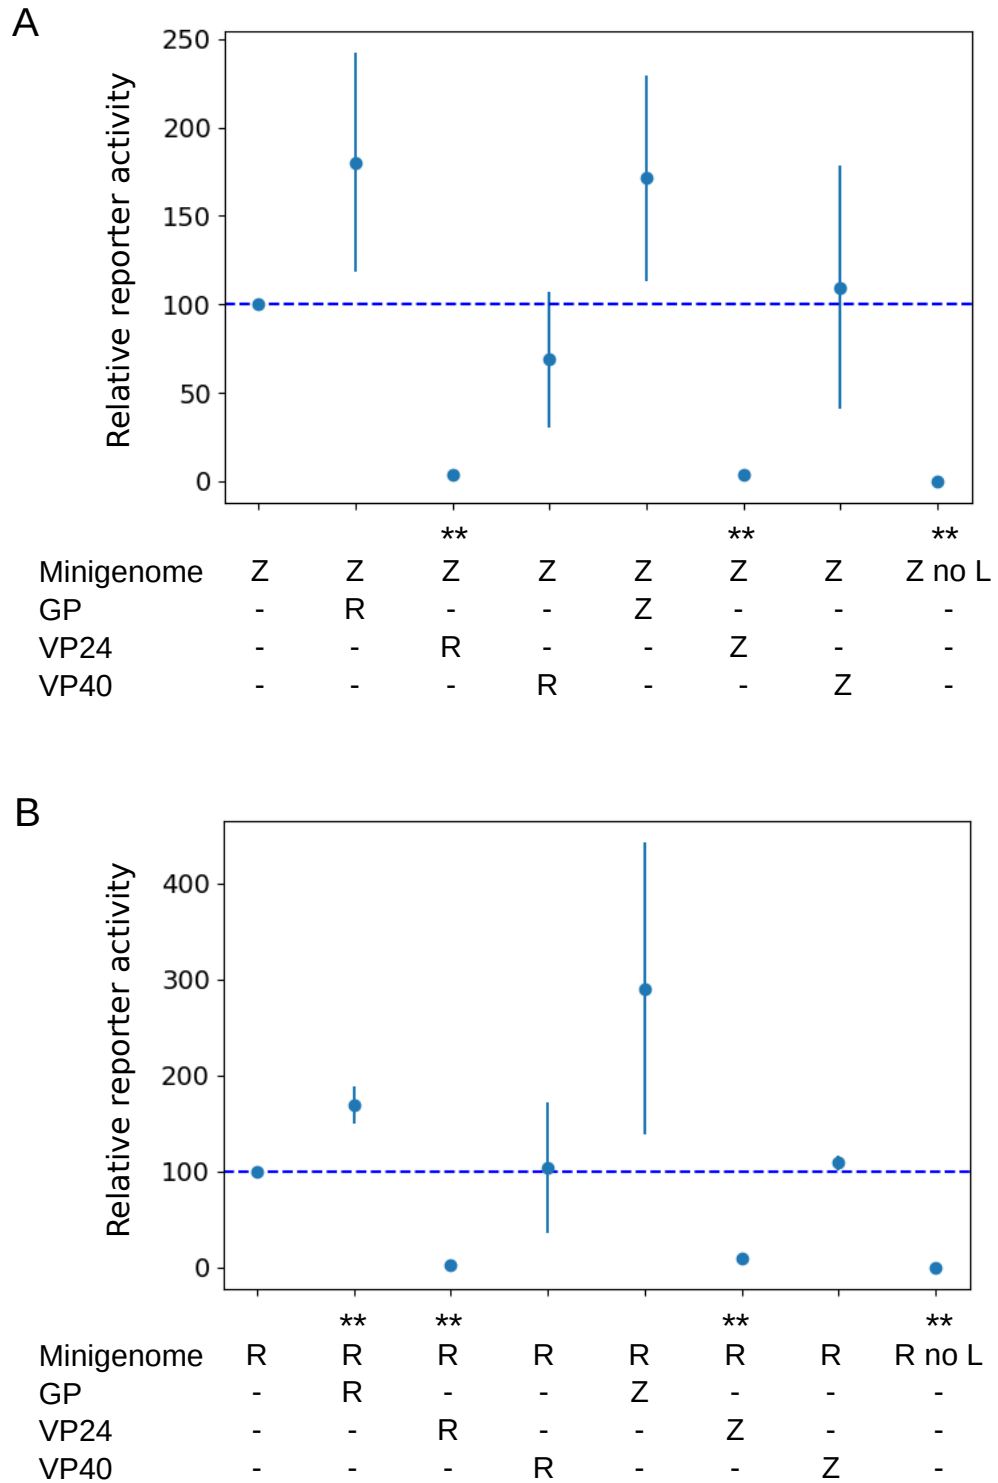 A
Relative reporter activity
250
200
150
100
50
0
** ** **
Minigenome Z Z Z Z Z Z Z Z no L
GP - R - - Z - - -
VP24 - - R - - Z - -
VP40 - - - R - - Z -
B
Relative reporter activity
400
300
200
100
0
** ** ** **
Minigenome R R R R R R R R no L
GP - R - - Z - - -
VP24 - - R - - Z - -
VP40 - - - R - - Z -